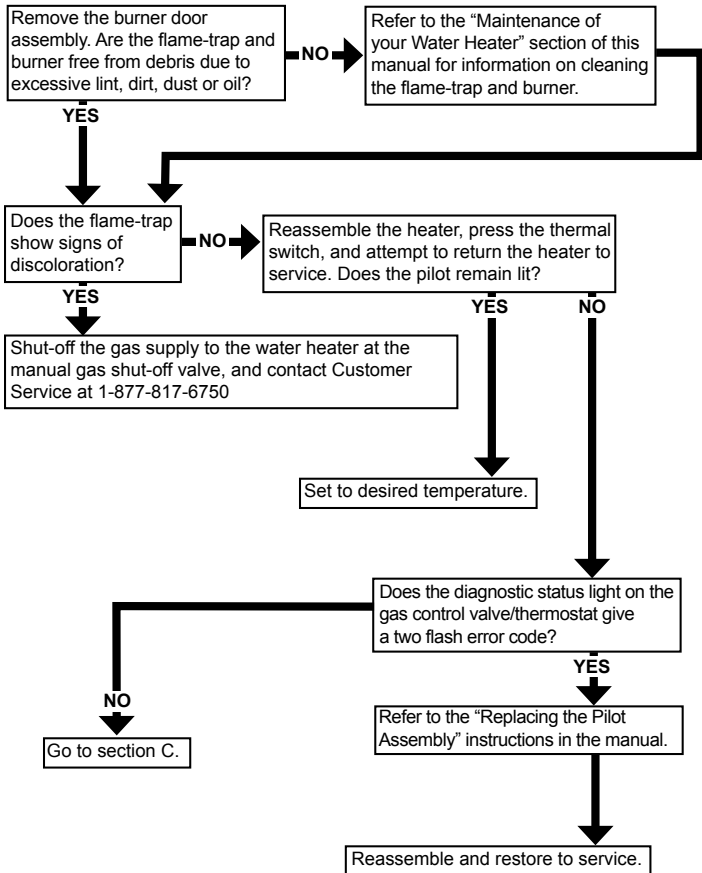 Remove the burner door
assembly. Are the flame-trap and
burner free from debris due to
excessive lint, dirt, dust or oil?
NO
Refer to the “Maintenance of
your Water Heater” section of this
manual for information on cleaning
the flame-trap and burner.
YES
Does the flame-trap
show signs of
discoloration?
NO
Reassemble the heater, press the thermal
switch, and attempt to return the heater to
service. Does the pilot remain lit?
YES
YES
NO
Shut-off the gas supply to the water heater at the
manual gas shut-off valve, and contact Customer
Service at 1-877-817-6750
Set to desired temperature.
Does the diagnostic status light on the
gas control valve/thermostat give
a two flash error code?
YES
NO
Refer to the “Replacing the Pilot
Assembly” instructions in the manual.
Go to section C.
Reassemble and restore to service.